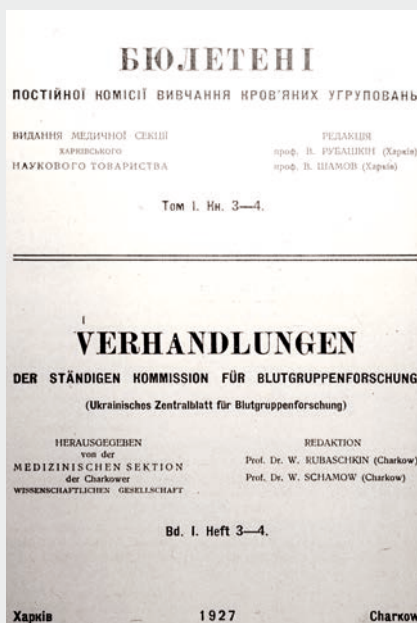 БЮЛЕТЕНІ
ПОСТІЙНОЇ КОМІСІЇ ВИВЧАННЯ КРОВ'ЯНИХ УГРУПОВАНЬ
ВИДАННЯ МЕДИЧНОЇ СЕКЦІЇ
ХАРКІВСЬКОГО
НАУКОВОГО ТОВАРИСТВА
РЕДАКЦІЯ
проф. В. РУБАШКІН (Харків)
проф. В. ШАМОВ (Харків)
Том I. Кн. 3—4.
VERHANDLUNGEN
DER STÄNDIGEN KOMMISSION FÜR BLUTGRUPPENFORSCHUNG
(Ukrainisches Zentralblatt für Blutgruppenforschung)
HERAUSGEGEBEN
von der
MEDIZINISCHEN SEKTION
der Charkower
WISSENSCHAFTLICHEN GESELLSCHAFT
REDAKTION
Prof. Dr. W. RUBASCHKIN (Charkow)
Prof. Dr. W. SCHAMOW (Charkow)
Bd. I. Heft 3—4.
Харків 1927 Charkow